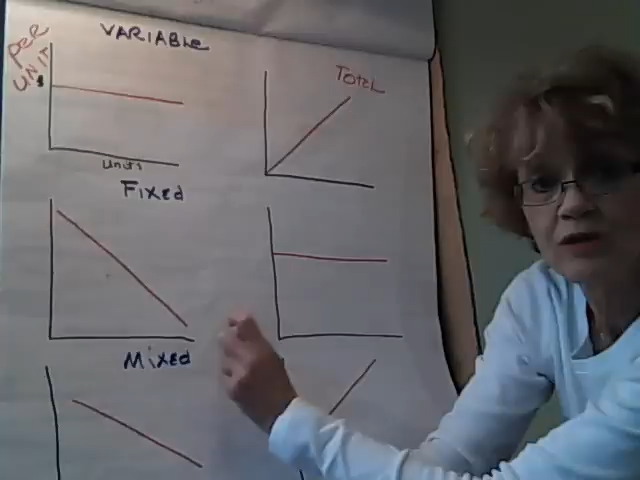 VARIABLE
PER
UNIT
TOTAL
Units
Fixed
Mixed